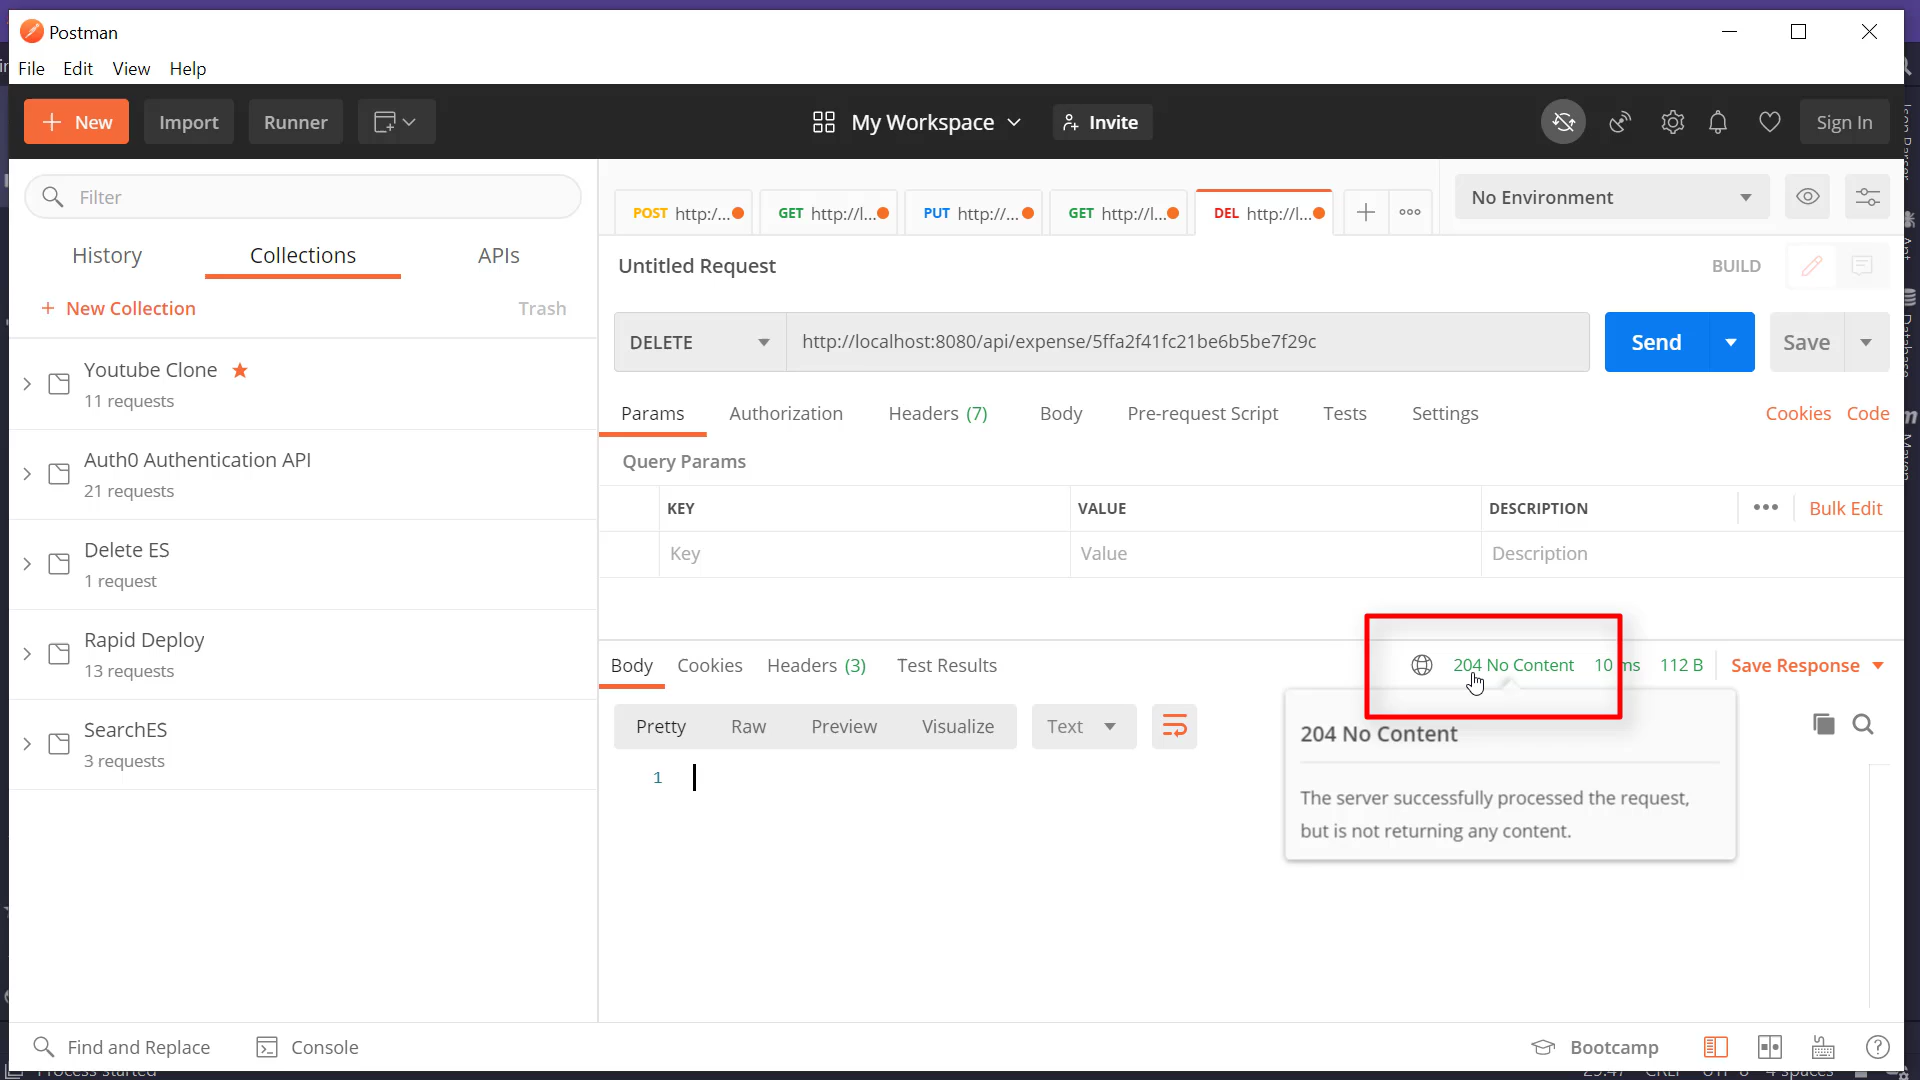 Postman
File Edit View Help
New Import Runner My Workspace Invite Sign In
Filter
History Collections APIs
New Collection Trash
Youtube Clone
11 requests
Auth0 Authentication API
21 requests
Delete ES
1 request
Rapid Deploy
13 requests
SearchES
3 requests
POST http:/... GET http://l... PUT http://... GET http://l... DEL http://l... No Environment
Untitled Request BUILD
DELETE http://localhost:8080/api/expense/5ffa2f41fc21be6b5be7f29c Send Save
Params Authorization Headers (7) Body Pre-request Script Tests Settings Cookies Code
Query Params
KEY VALUE DESCRIPTION Bulk Edit
Key Value Description
Body Cookies Headers (3) Test Results 204 No Content 10 ms 112 B Save Response
Pretty Raw Preview Visualize Text
1
204 No Content
The server successfully processed the request,
but is not returning any content.
Find and Replace Console Bootcamp
Ant
Database
Maven